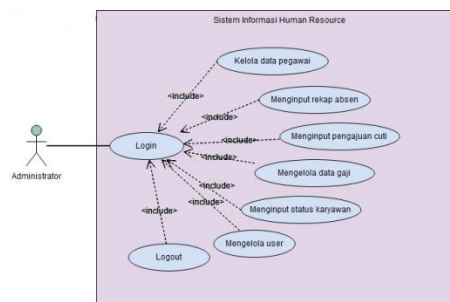 Sistem Informasi Human Resource
Kelola data pegawai
<include>
Menginput rekap absen
<include>
Menginput pengajuan cuti
<include>
Login
<include>
Mengelola data gaji
Administrator
<include>
Menginput status karyawan
<include>
<include>
Mengelola user
Logout